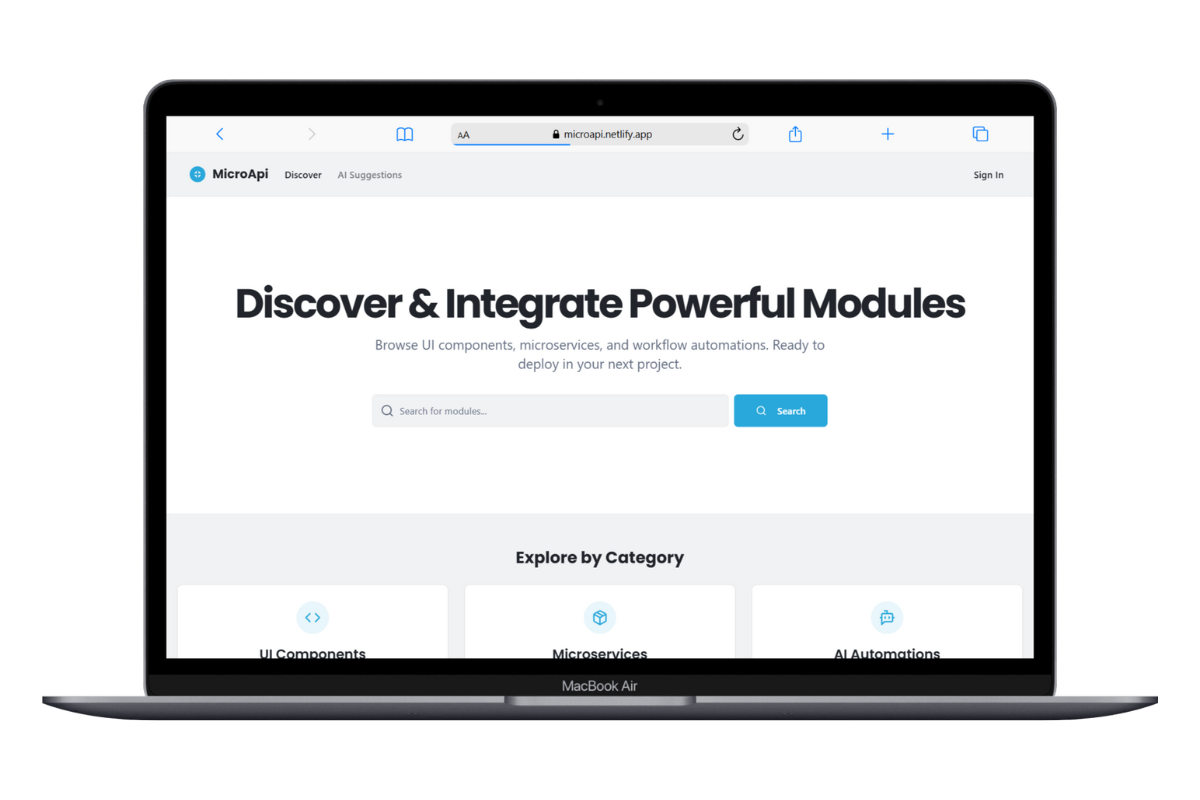 AA microapi.netlify.app
MicroApi Discover AI Suggestions Sign In
Discover & Integrate Powerful Modules
Browse UI components, microservices, and workflow automations. Ready to
deploy in your next project.
Search for modules... Search
Explore by Category
UI Components Microservices AI Automations
MacBook Air